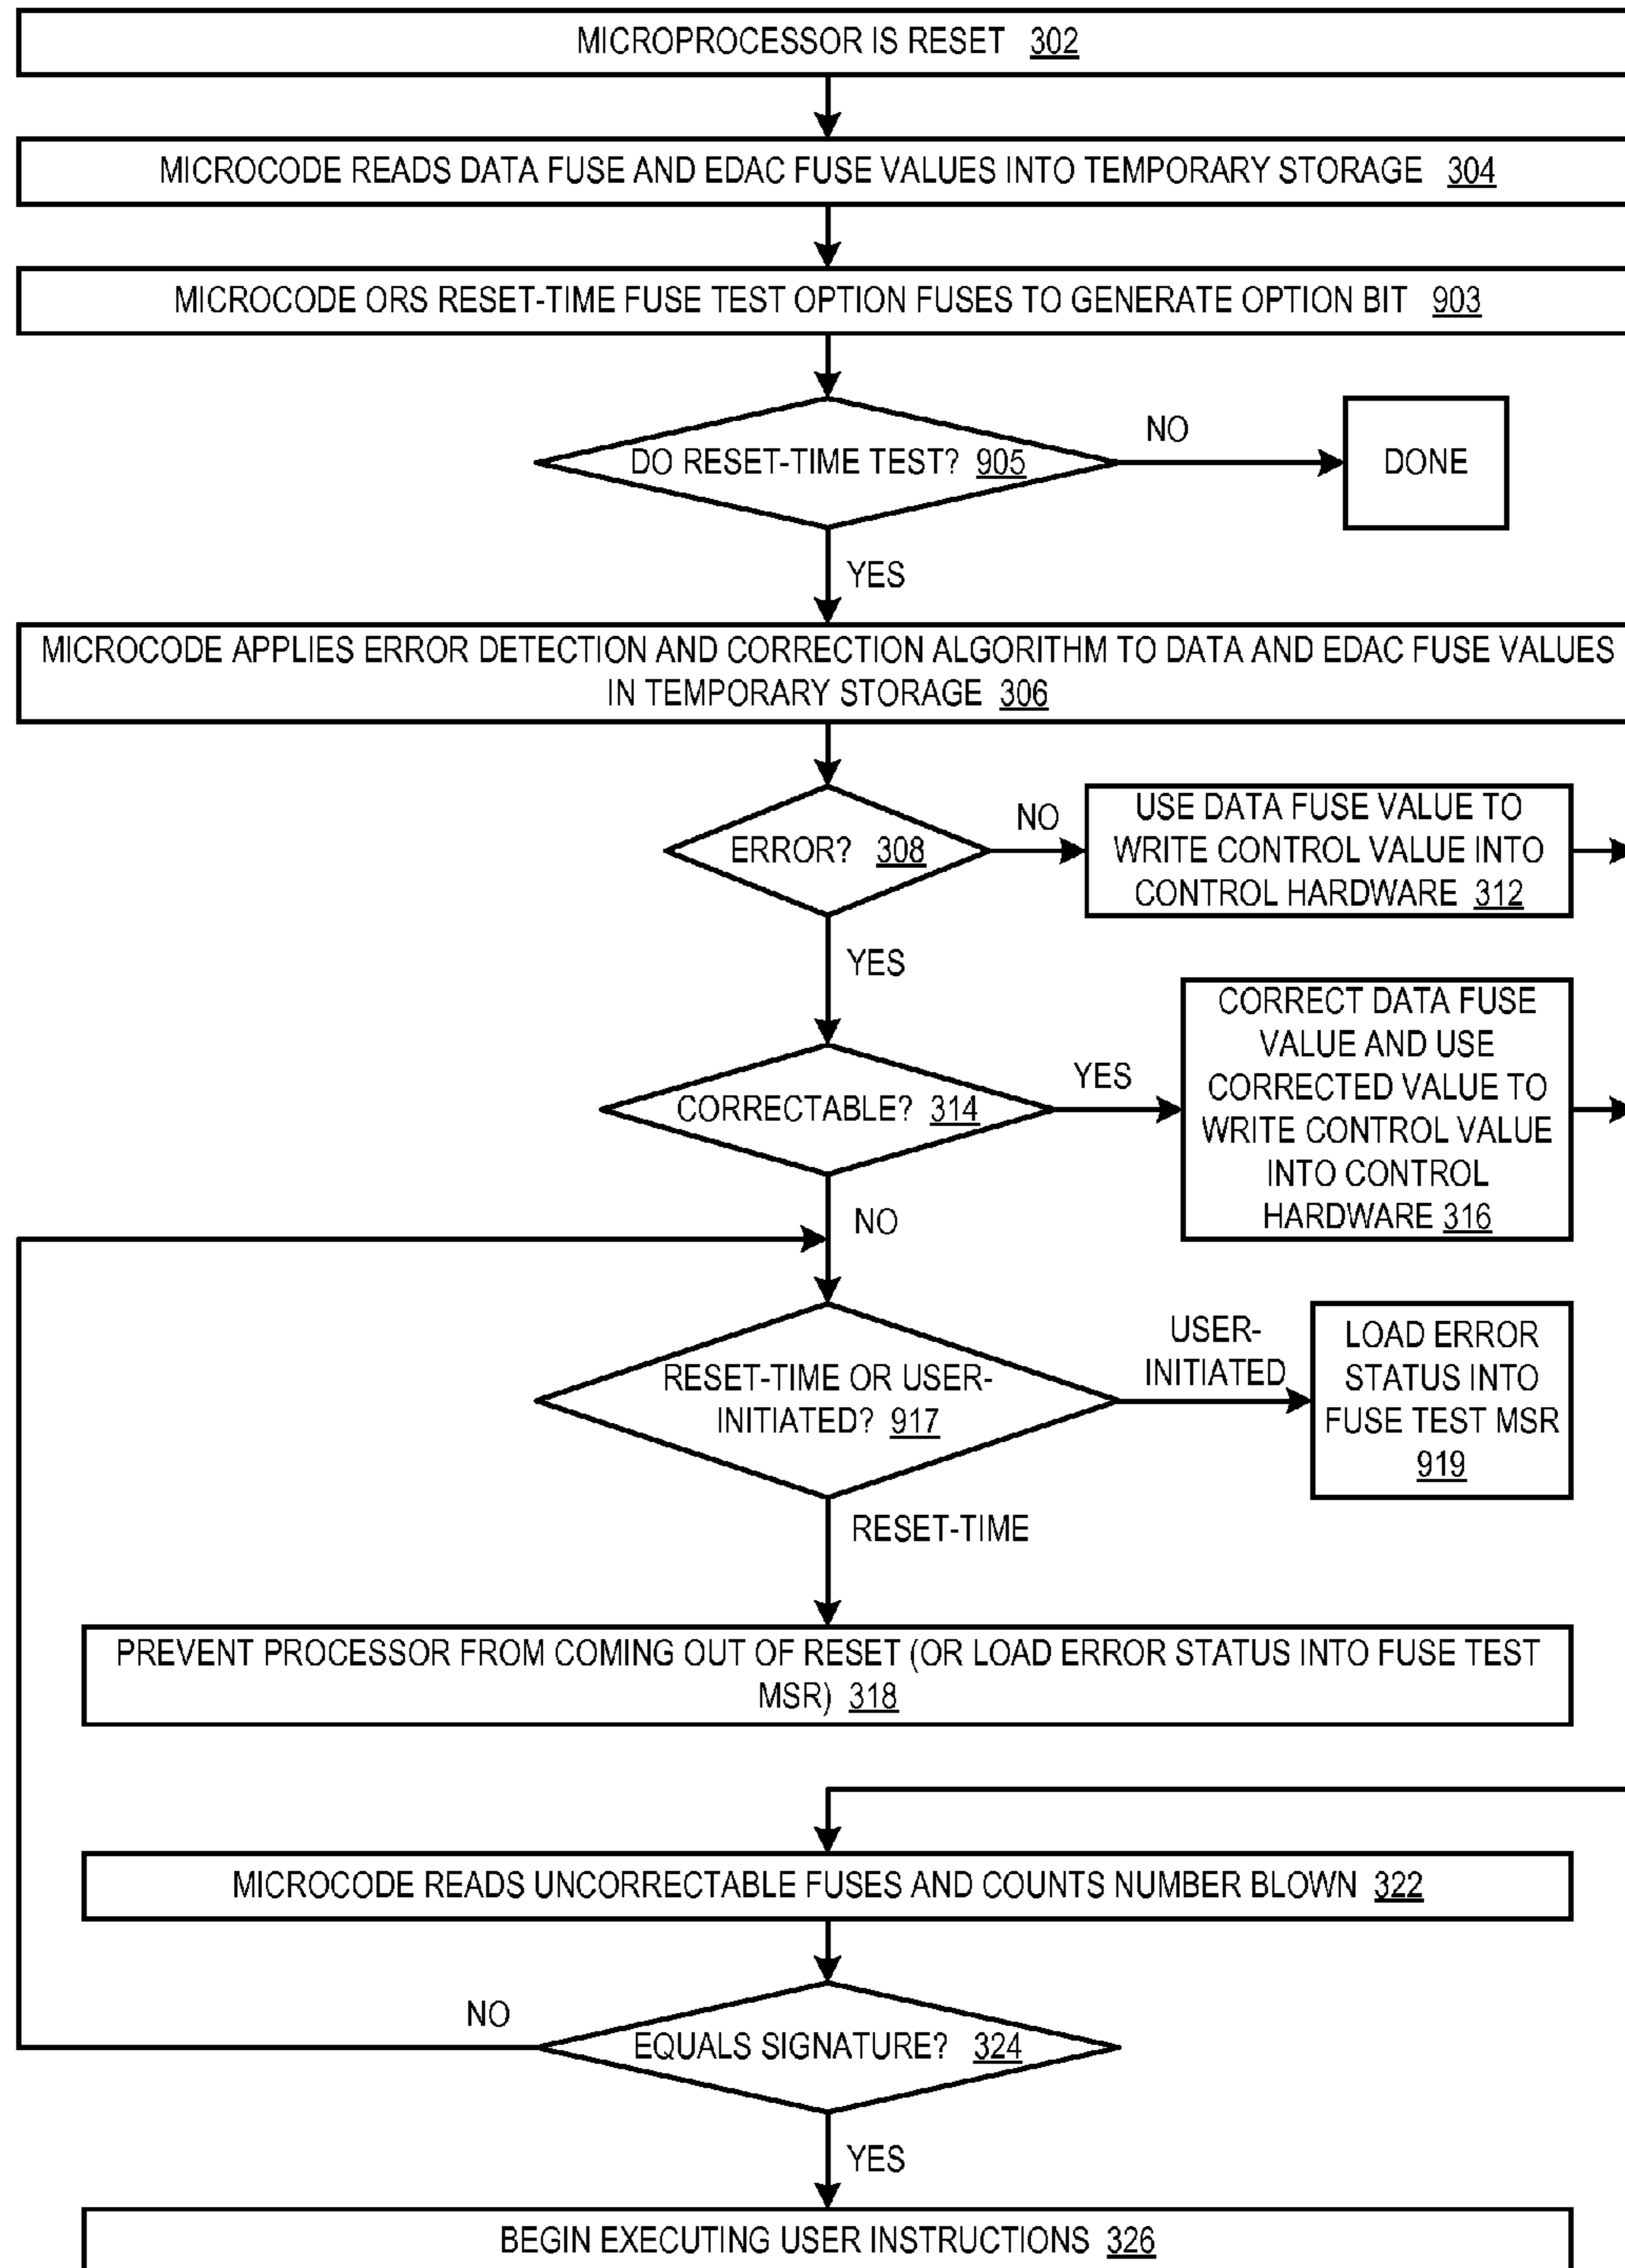 MICROPROCESSOR IS RESET 302
MICROCODE READS DATA FUSE AND EDAC FUSE VALUES INTO TEMPORARY STORAGE 304
MICROCODE ORS RESET-TIME FUSE TEST OPTION FUSES TO GENERATE OPTION BIT 903
DO RESET-TIME TEST? 905
NO
DONE
YES
MICROCODE APPLIES ERROR DETECTION AND CORRECTION ALGORITHM TO DATA AND EDAC FUSE VALUES
IN TEMPORARY STORAGE 306
ERROR? 308
NO
USE DATA FUSE VALUE TO
WRITE CONTROL VALUE INTO
CONTROL HARDWARE 312
YES
CORRECTABLE? 314
YES
CORRECT DATA FUSE
VALUE AND USE
CORRECTED VALUE TO
WRITE CONTROL VALUE
INTO CONTROL
HARDWARE 316
NO
RESET-TIME OR USER-
INITIATED? 917
USER-
INITIATED
LOAD ERROR
STATUS INTO
FUSE TEST MSR
919
RESET-TIME
PREVENT PROCESSOR FROM COMING OUT OF RESET (OR LOAD ERROR STATUS INTO FUSE TEST
MSR) 318
MICROCODE READS UNCORRECTABLE FUSES AND COUNTS NUMBER BLOWN 322
NO
EQUALS SIGNATURE? 324
YES
BEGIN EXECUTING USER INSTRUCTIONS 326